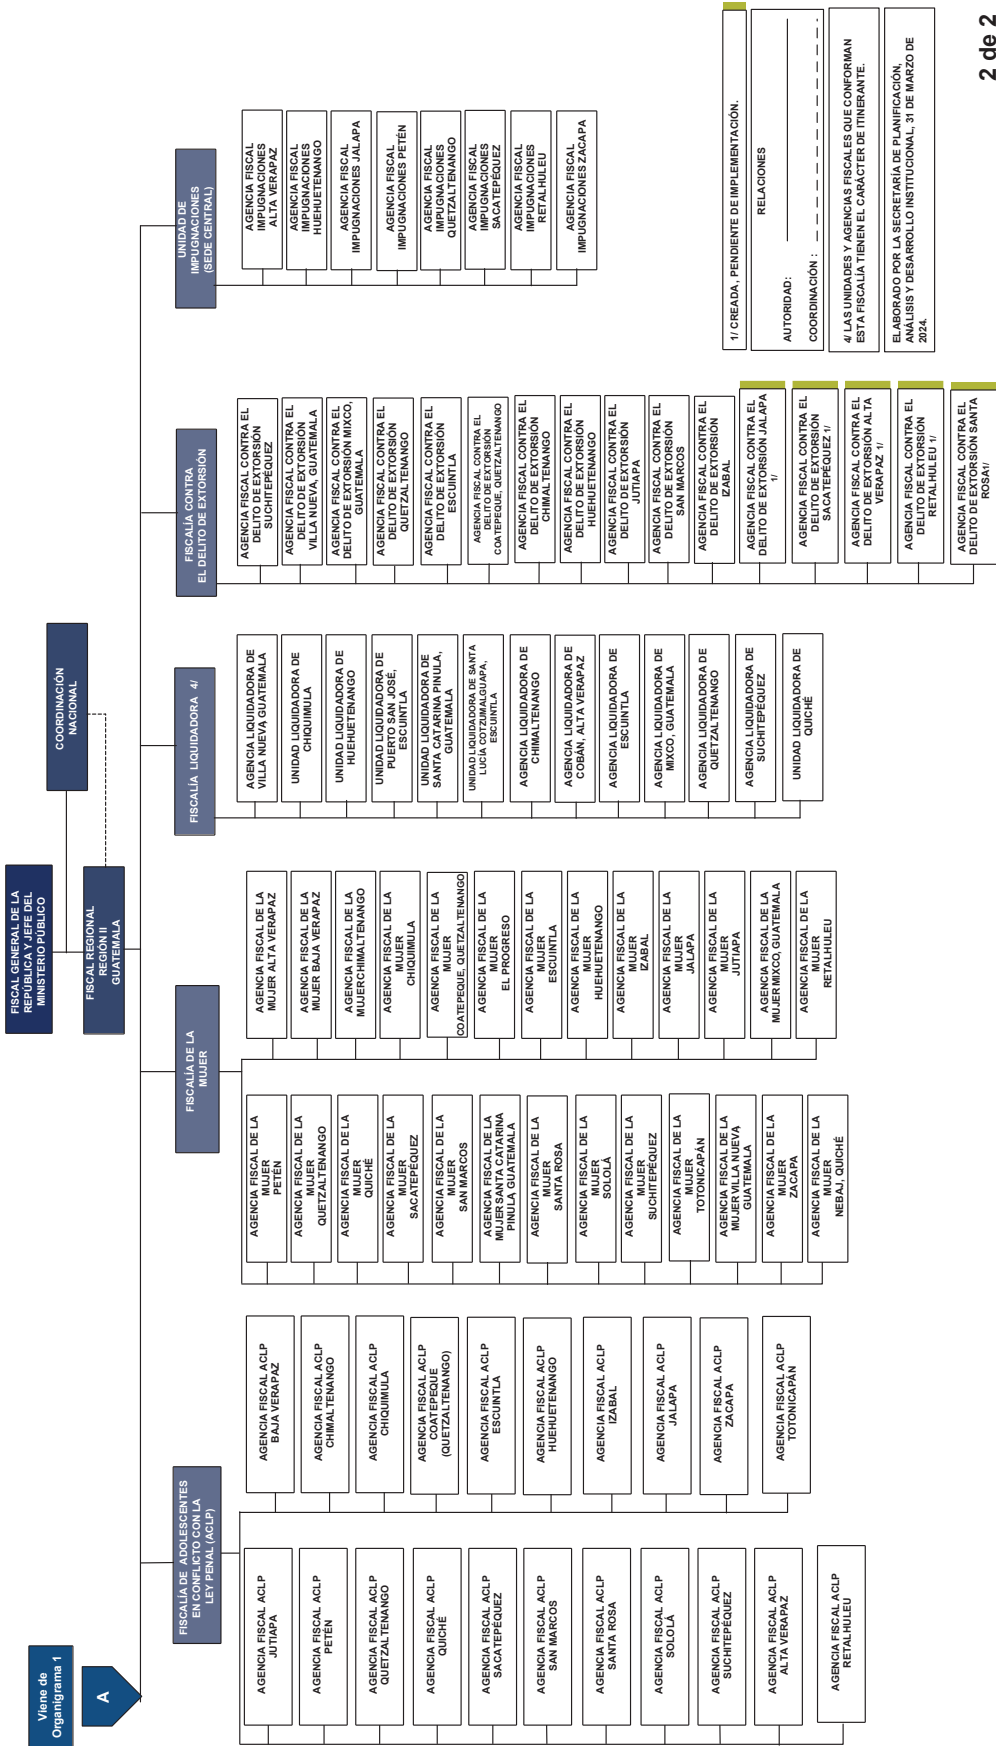 Viene de
Organigrama 1
A
FISCAL GENERAL DE LA
REPÚBLICA Y JEFE DEL
MINISTERIO PÚBLICO
COORDINACIÓN
NACIONAL
FISCAL REGIONAL
REGIÓN II
GUATEMALA
FISCALÍA DE ADOLESCENTES
EN CONFLICTO CON LA
LEY PENAL (ACLP)
AGENCIA FISCAL ACLP
JUTIAPA
AGENCIA FISCAL ACLP
PETÉN
AGENCIA FISCAL ACLP
QUETZALTENANGO
AGENCIA FISCAL ACLP
QUICHÉ
AGENCIA FISCAL ACLP
SACATEPÉQUEZ
AGENCIA FISCAL ACLP
SAN MARCOS
AGENCIA FISCAL ACLP
SANTA ROSA
AGENCIA FISCAL ACLP
SOLOLÁ
AGENCIA FISCAL ACLP
SUCHITEPÉQUEZ
AGENCIA FISCAL ACLP
ALTA VERAPAZ
AGENCIA FISCAL ACLP
RETALHULEU
AGENCIA FISCAL ACLP
BAJA VERAPAZ
AGENCIA FISCAL ACLP
CHIMALTENANGO
AGENCIA FISCAL ACLP
CHIQUIMULA
AGENCIA FISCAL ACLP
COATEPEQUE
(QUETZALTENANGO)
AGENCIA FISCAL ACLP
ESCUINTLA
AGENCIA FISCAL ACLP
HUEHUETENANGO
AGENCIA FISCAL ACLP
IZABAL
AGENCIA FISCAL ACLP
JALAPA
AGENCIA FISCAL ACLP
ZACAPA
AGENCIA FISCAL ACLP
TOTONICAPÁN
FISCALÍA DE LA
MUJER
AGENCIA FISCAL DE LA
MUJER
PETÉN
AGENCIA FISCAL DE LA
MUJER
QUETZALTENANGO
AGENCIA FISCAL DE LA
MUJER
QUICHÉ
AGENCIA FISCAL DE LA
MUJER
SACATEPÉQUEZ
AGENCIA FISCAL DE LA
MUJER
SAN MARCOS
AGENCIA FISCAL DE LA
MUJER SANTA CATARINA
PINULA, GUATEMALA
AGENCIA FISCAL DE LA
MUJER
SANTA ROSA
AGENCIA FISCAL DE LA
MUJER
SOLOLÁ
AGENCIA FISCAL DE LA
MUJER
SUCHITEPÉQUEZ
AGENCIA FISCAL DE LA
MUJER
TOTONICAPÁN
AGENCIA FISCAL DE LA
MUJER VILLA NUEVA,
GUATEMALA
AGENCIA FISCAL DE LA
MUJER
ZACAPA
AGENCIA FISCAL DE LA
MUJER
NEBAJ, QUICHÉ
AGENCIA FISCAL DE LA
MUJER ALTA VERAPAZ
AGENCIA FISCAL DE LA
MUJER BAJA VERAPAZ
AGENCIA FISCAL DE LA
MUJERCHIMALTENANGO
AGENCIA FISCAL DE LA
MUJER
CHIQUIMULA
AGENCIA FISCAL DE LA
MUJER
COATEPEQUE, QUETZALTENANGO
AGENCIA FISCAL DE LA
MUJER
EL PROGRESO
AGENCIA FISCAL DE LA
MUJER
ESCUINTLA
AGENCIA FISCAL DE LA
MUJER
HUEHUETENANGO
AGENCIA FISCAL DE LA
MUJER
IZABAL
AGENCIA FISCAL DE LA
MUJER
JALAPA
AGENCIA FISCAL DE LA
MUJER
JUTIAPA
AGENCIA FISCAL DE LA
MUJER MIXCO, GUATEMALA
AGENCIA FISCAL DE LA
MUJER
RETALHULEU
FISCALÍA LIQUIDADORA 4/
AGENCIA LIQUIDADORA DE
VILLA NUEVA GUATEMALA
UNIDAD LIQUIDADORA DE
CHIQUIMULA
UNIDAD LIQUIDADORA DE
HUEHUETENANGO
UNIDAD LIQUIDADORA DE
PUERTO SAN JOSÉ,
ESCUINTLA
UNIDAD LIQUIDADORA DE
SANTA CATARINA PINULA,
GUATEMALA
UNIDAD LIQUIDADORA DE SANTA
LUCÍA COTZUMALGUAPA,
ESCUINTLA
AGENCIA LIQUIDADORA DE
CHIMALTENANGO
AGENCIA LIQUIDADORA DE
COBÁN, ALTA VERAPAZ
AGENCIA LIQUIDADORA DE
ESCUINTLA
AGENCIA LIQUIDADORA DE
MIXCO, GUATEMALA
AGENCIA LIQUIDADORA DE
QUETZALTENANGO
AGENCIA LIQUIDADORA DE
SUCHITEPÉQUEZ
UNIDAD LIQUIDADORA DE
QUICHÉ
FISCALÍA CONTRA
EL DELITO DE EXTORSIÓN
AGENCIA FISCAL CONTRA EL
DELITO DE EXTORSIÓN
SUCHITEPEQUEZ
AGENCIA FISCAL CONTRA EL
DELITO DE EXTORSIÓN
VILLA NUEVA, GUATEMALA
AGENCIA FISCAL CONTRA EL
DELITO DE EXTORSIÓN MIXCO,
GUATEMALA
AGENCIA FISCAL CONTRA EL
DELITO DE EXTORSIÓN
QUETZALTENANGO
AGENCIA FISCAL CONTRA EL
DELITO DE EXTORSIÓN
ESCUINTLA
AGENCIA FISCAL CONTRA EL
DELITO DE EXTORSIÓN
COATEPEQUE, QUETZALTENANGO
AGENCIA FISCAL CONTRA EL
DELITO DE EXTORSIÓN
CHIMALTENANGO
AGENCIA FISCAL CONTRA EL
DELITO DE EXTORSIÓN
HUEHUETENANGO
AGENCIA FISCAL CONTRA EL
DELITO DE EXTORSIÓN
JUTIAPA
AGENCIA FISCAL CONTRA EL
DELITO DE EXTORSIÓN
SAN MARCOS
AGENCIA FISCAL CONTRA EL
DELITO DE EXTORSIÓN
IZABAL
AGENCIA FISCAL CONTRA EL
DELITO DE EXTORSIÓN JALAPA
1/
AGENCIA FISCAL CONTRA EL
DELITO DE EXTORSIÓN
SACATEPÉQUEZ 1/
AGENCIA FISCAL CONTRA EL
DELITO DE EXTORSIÓN ALTA
VERAPAZ 1/
AGENCIA FISCAL CONTRA EL
DELITO DE EXTORSIÓN
RETALHULEU 1/
AGENCIA FISCAL CONTRA EL
DELITO DE EXTORSIÓN SANTA
ROSA1/
UNIDAD DE
IMPUGNACIONES
(SEDE CENTRAL)
AGENCIA FISCAL
IMPUGNACIONES
ALTA VERAPAZ
AGENCIA FISCAL
IMPUGNACIONES
HUEHUETENANGO
AGENCIA FISCAL
IMPUGNACIONES JALAPA
AGENCIA FISCAL
IMPUGNACIONES PETÉN
AGENCIA FISCAL
IMPUGNACIONES
QUETZALTENANGO
AGENCIA FISCAL
IMPUGNACIONES
SACATEPÉQUEZ
AGENCIA FISCAL
IMPUGNACIONES
RETALHULEU
AGENCIA FISCAL
IMPUGNACIONES ZACAPA
1/ CREADA, PENDIENTE DE IMPLEMENTACIÓN.
RELACIONES
AUTORIDAD:
COORDINACIÓN :
4/ LAS UNIDADES Y AGENCIAS FISCALES QUE CONFORMAN
ESTA FISCALÍA TIENEN EL CARÁCTER DE ITINERANTE.
ELABORADO POR LA SECRETARÍA DE PLANIFICACIÓN,
ANÁLISIS Y DESARROLLO INSTITUCIONAL, 31 DE MARZO DE
2024.
2 de 2